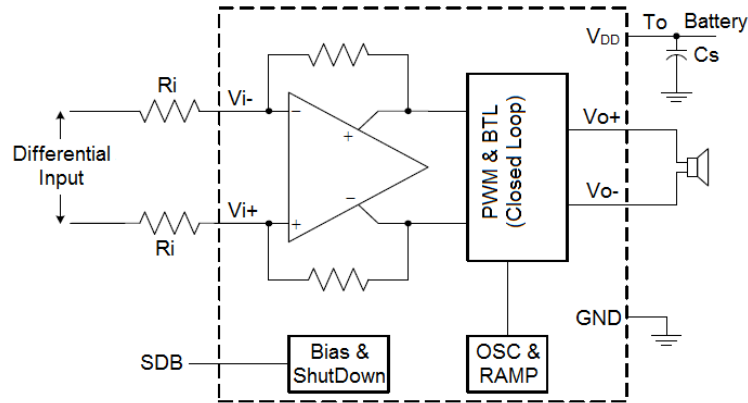 VDD
To Battery
Cs
Ri
Vi-
−
+
Differential
Input
PWM & BTL
(Closed Loop)
Vo+
Vo-
−
Vi+
+
Ri
GND
SDB
Bias &
ShutDown
OSC &
RAMP